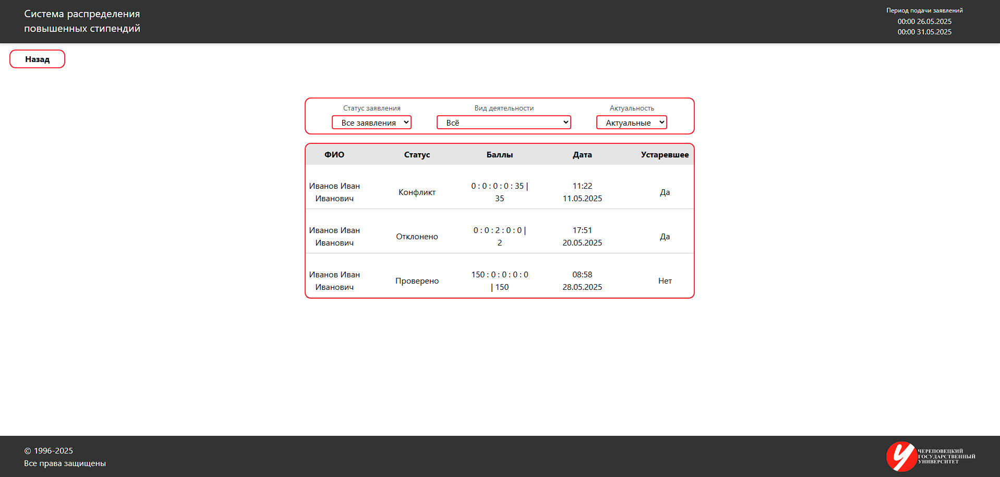 Система распределения
повышенных стипендий
Период подачи заявлений
00:00 26.05.2025
00:00 31.05.2025
Назад
Статус заявления Вид деятельности Актуальность
Все заявления Всё Актуальные
ФИО Статус Баллы Дата Устаревшее
Иванов Иван
Иванович
Конфликт
0 : 0 : 0 : 0 : 35 |
35
11:22
11.05.2025
Да
Иванов Иван
Иванович
Отклонено
0 : 0 : 2 : 0 : 0 |
2
17:51
20.05.2025
Да
Иванов Иван
Иванович
Проверено
150 : 0 : 0 : 0 : 0
| 150
08:58
28.05.2025
Нет
© 1996-2025
Все права защищены
ЧЕРЕПОВЕЦКИЙ
ГОСУДАРСТВЕННЫЙ
УНИВЕРСИТЕТ